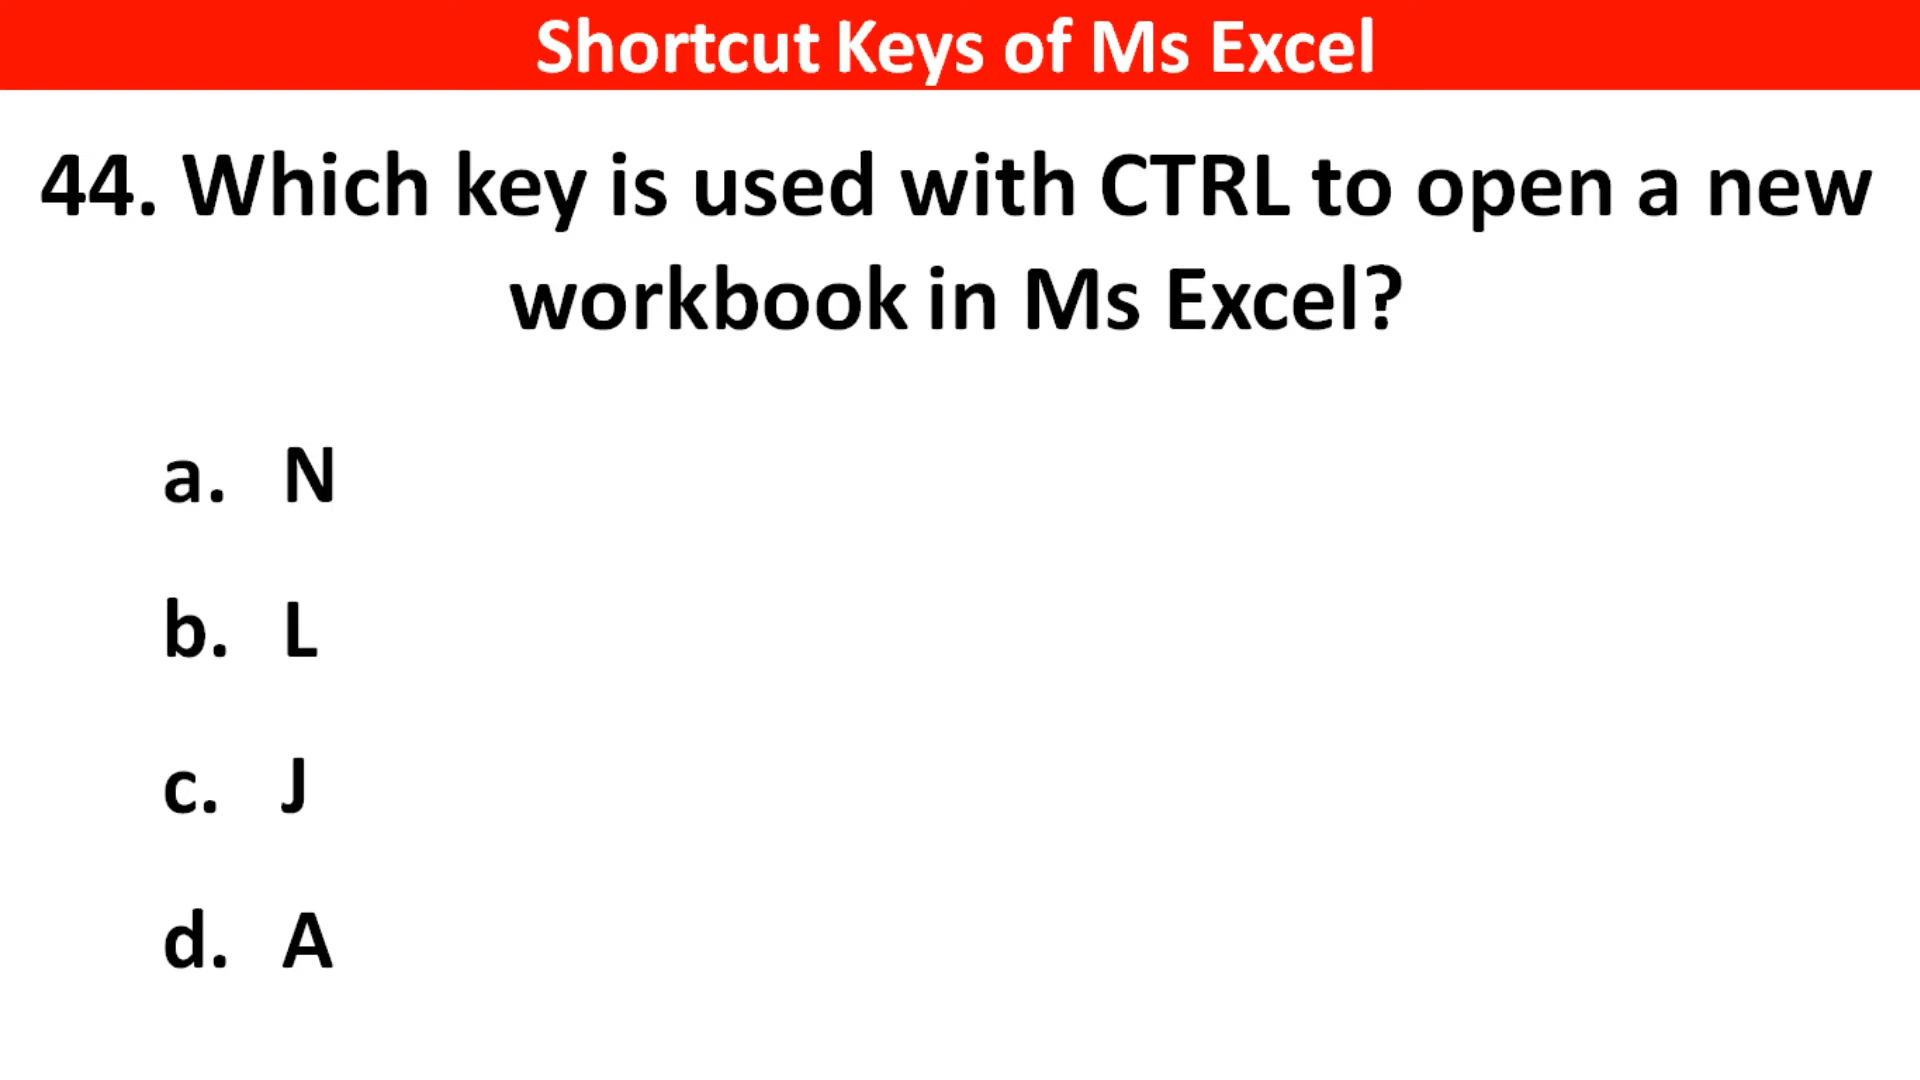 Shortcut Keys of Ms Excel
44. Which key is used with CTRL to open a new
workbook in Ms Excel?
a. N
b. L
c. J
d. A